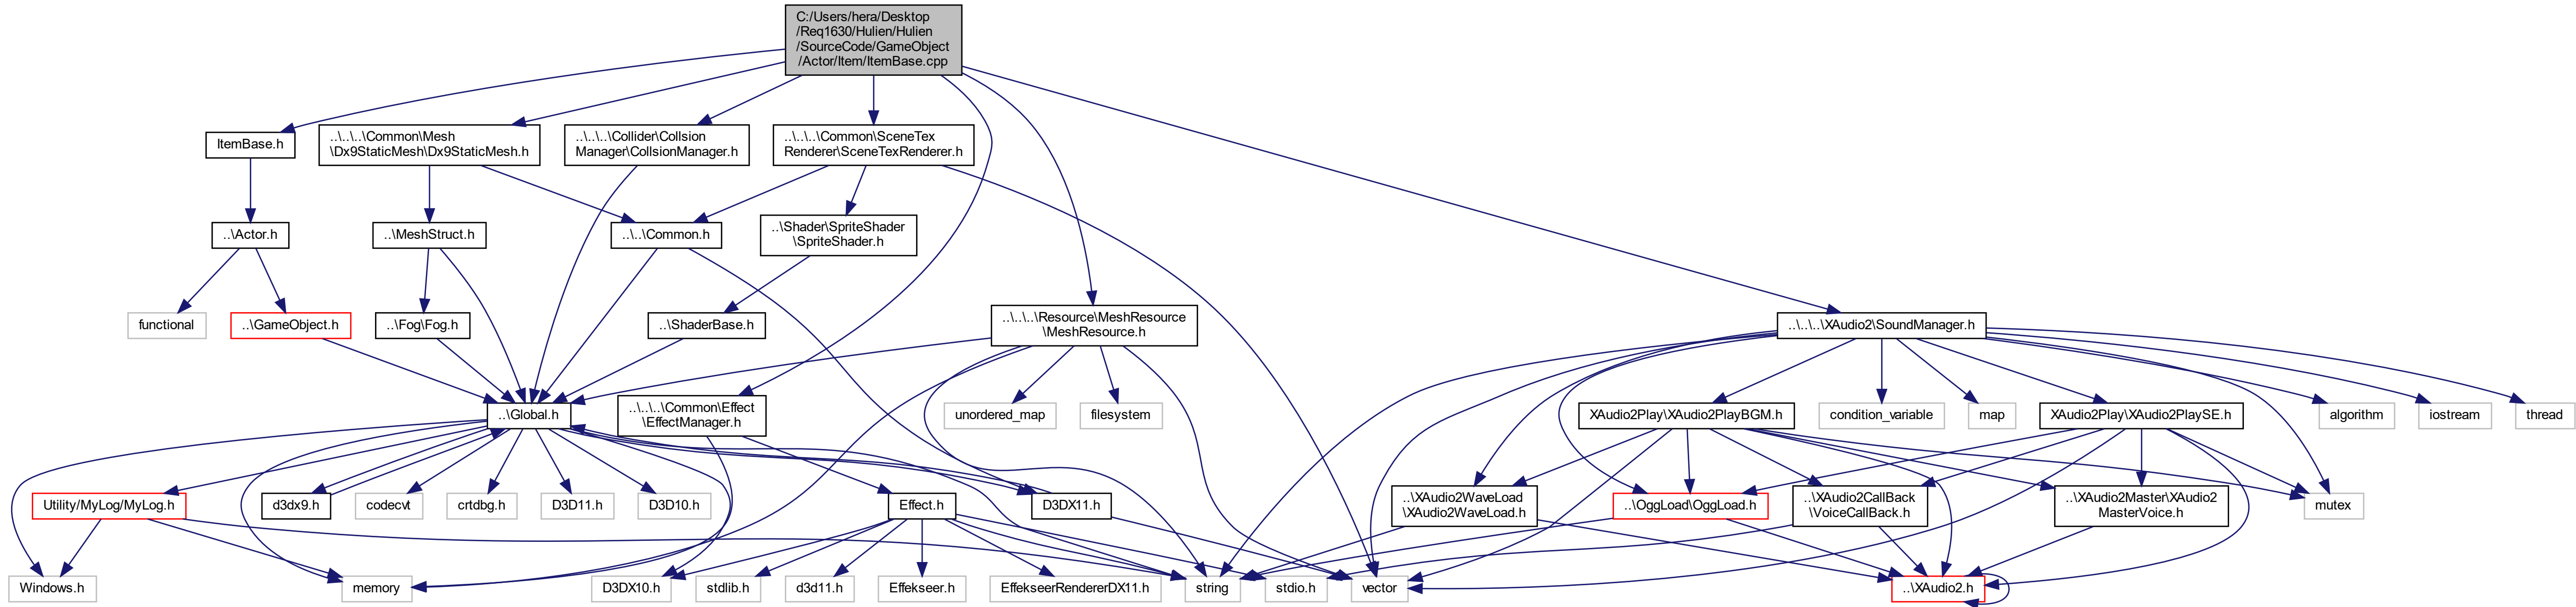 C:/Users/hera/Desktop
/Req1630/Hulien/Hulien
/SourceCode/GameObject
/Actor/Item/ItemBase.cpp
ItemBase.h
..\..\..\Common\Mesh
\Dx9StaticMesh\Dx9StaticMesh.h
..\..\..\Collider\Collsion
Manager\CollsionManager.h
..\..\..\Common\SceneTex
Renderer\SceneTexRenderer.h
..\Actor.h
..\MeshStruct.h
..\..\Common.h
..\Shader\SpriteShader
\SpriteShader.h
functional
..\GameObject.h
..\Fog\Fog.h
..\ShaderBase.h
..\..\..\Resource\MeshResource
\MeshResource.h
..\..\..\XAudio2\SoundManager.h
..\Global.h
..\..\..\Common\Effect
\EffectManager.h
unordered_map
filesystem
XAudio2Play\XAudio2PlayBGM.h
condition_variable
map
XAudio2Play\XAudio2PlaySE.h
algorithm
iostream
thread
Utility/MyLog/MyLog.h
d3dx9.h
codecvt
crtdbg.h
D3D11.h
D3D10.h
Effect.h
D3DX11.h
..\XAudio2WaveLoad
\XAudio2WaveLoad.h
..\OggLoad\OggLoad.h
..\XAudio2CallBack
\VoiceCallBack.h
..\XAudio2Master\XAudio2
MasterVoice.h
mutex
Windows.h
memory
D3DX10.h
stdlib.h
d3d11.h
Effekseer.h
EffekseerRendererDX11.h
string
stdio.h
vector
..\XAudio2.h